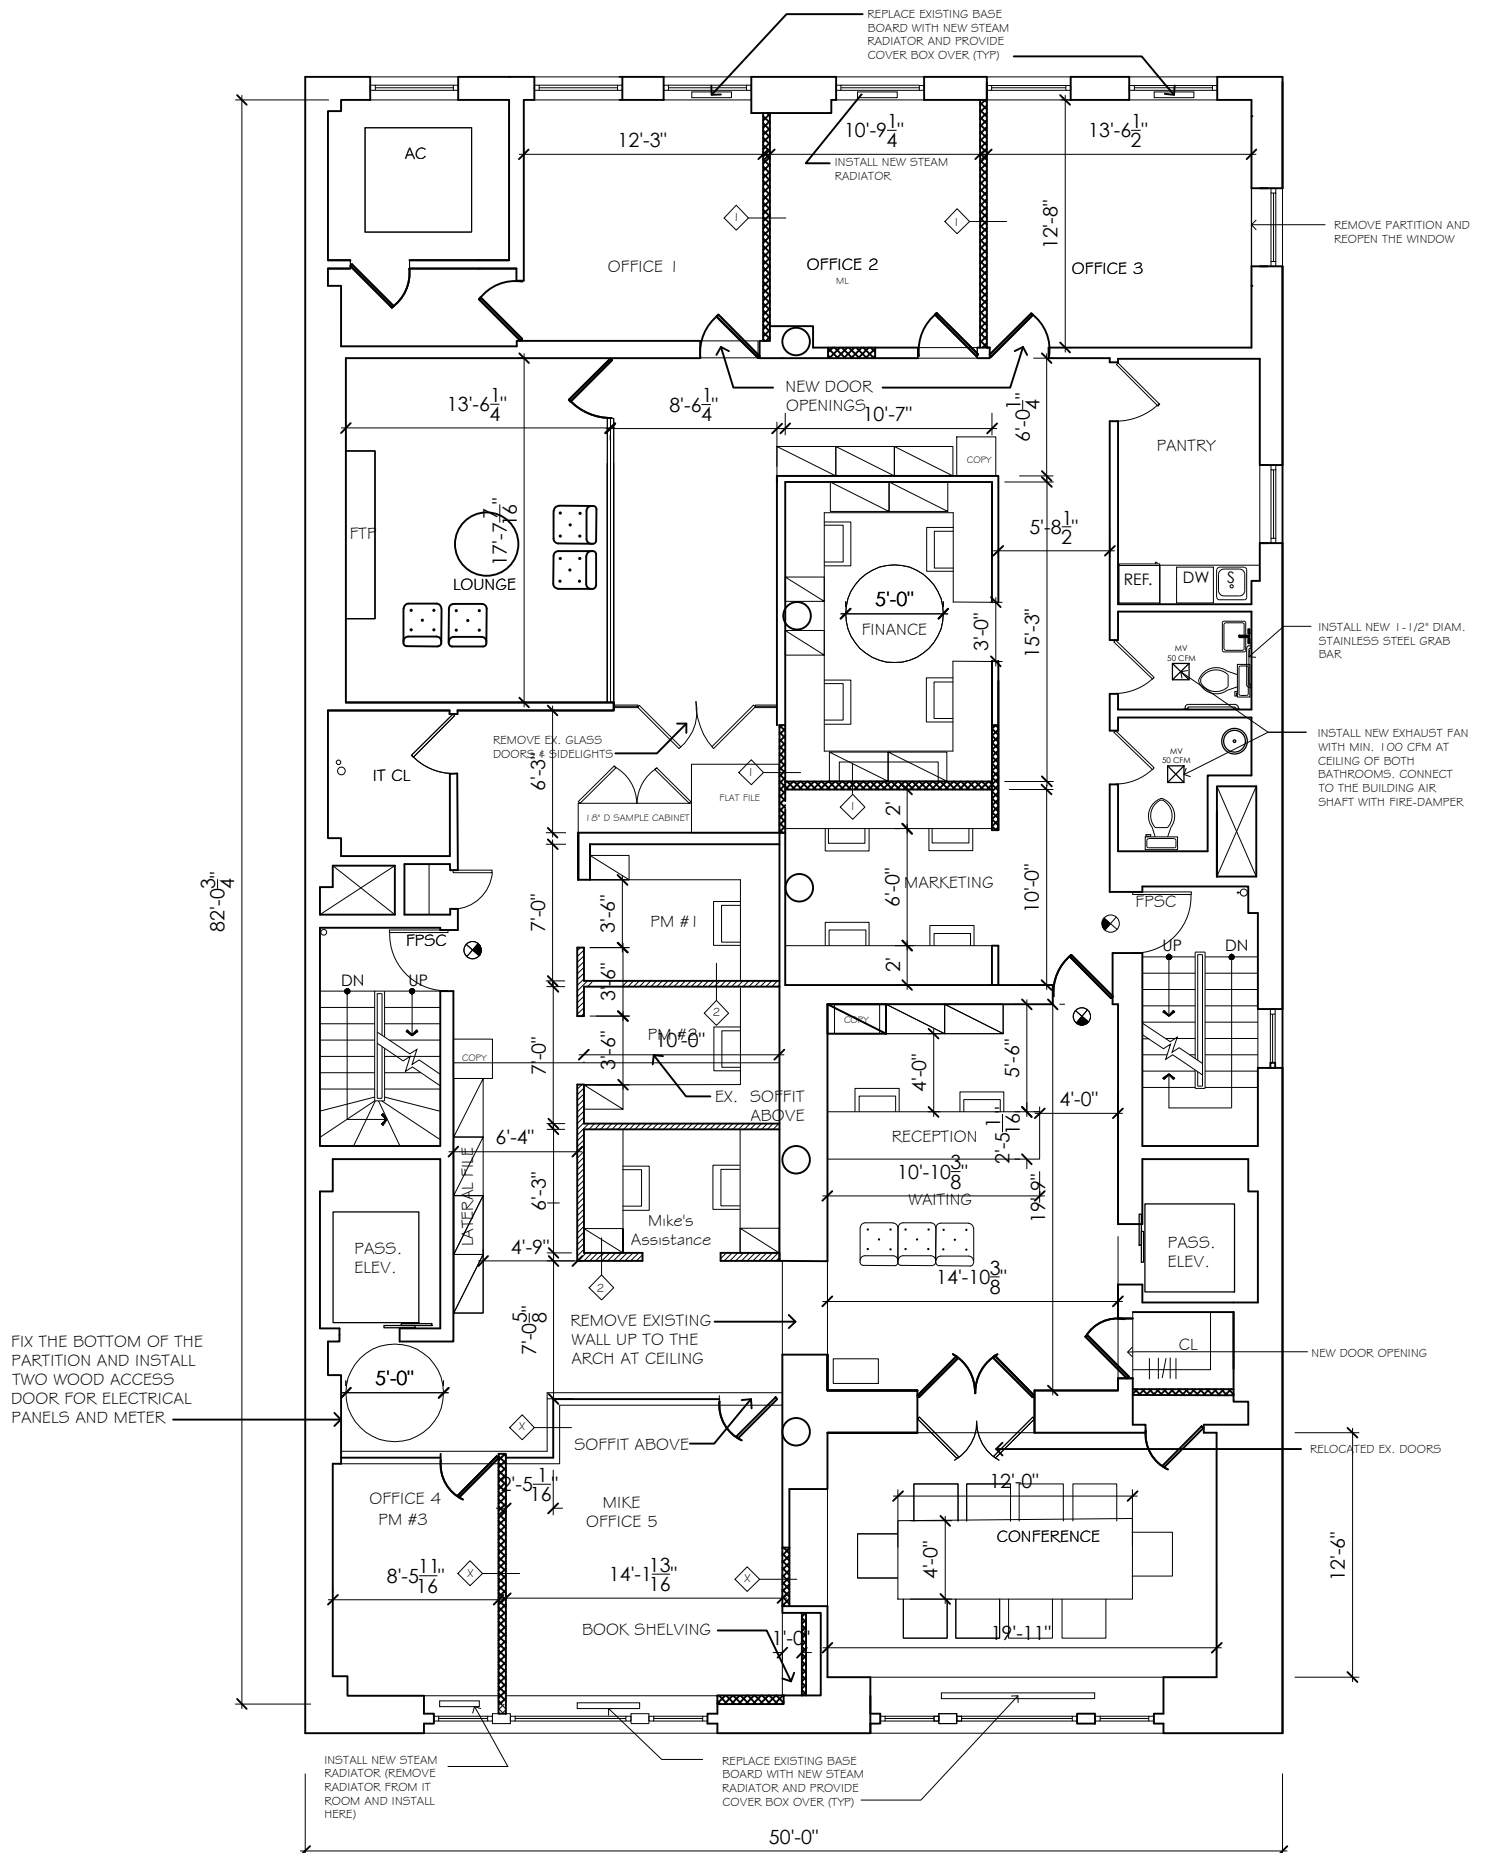 REPLACE EXISTING BASE
BOARD WITH NEW STEAM
RADIATOR AND PROVIDE
COVER BOX OVER (TYP)
12'-3"
10'-9 1/4"
13'-6 1/2"
AC
INSTALL NEW STEAM
RADIATOR
12'-8"
REMOVE PARTITION AND
REOPEN THE WINDOW
1
1
OFFICE 1
OFFICE 2
ML
OFFICE 3
NEW DOOR
OPENINGS
13'-6 1/4"
8'-6 1/4"
10'-7"
6'-0 1/4"
PANTRY
COPY
FTP
17'-7 7/16"
LOUNGE
5'-8 1/2"
REF.
DW
S
5'-0"
FINANCE
3'-0"
15'-3"
INSTALL NEW 1-1/2" DIAM.
STAINLESS STEEL GRAB
BAR
MV
50 CFM
REMOVE EX. GLASS
DOORS & SIDELIGHTS
INSTALL NEW EXHAUST FAN
WITH MIN. 100 CFM AT
CEILING OF BOTH
BATHROOMS. CONNECT
TO THE BUILDING AIR
SHAFT WITH FIRE-DAMPER
MV
50 CFM
IT CL
6'-3"
1
FLAT FILE
18" D SAMPLE CABINET
1
2'
82'-0 3/4"
7'-0"
3'-6"
PM #1
6'-0"
MARKETING
10'-0"
FPSC
FPSC
2'
DN
UP
UP
DN
3'-6"
2
COPY
7'-0"
3'-6"
PM #2
10'-0"
COPY
4'-0"
5'-6"
4'-0"
EX. SOFFIT
ABOVE
RECEPTION
2'-5 1/16"
6'-4"
10'-10 3/8"
WAITING
19'-9"
LATERAL FILE
6'-3"
Mike's
Assistance
4'-9"
PASS.
ELEV.
PASS.
ELEV.
14'-10 3/8"
2
7'-0 5/8"
REMOVE EXISTING
WALL UP TO THE
ARCH AT CEILING
CL
NEW DOOR OPENING
FIX THE BOTTOM OF THE
PARTITION AND INSTALL
TWO WOOD ACCESS
DOOR FOR ELECTRICAL
PANELS AND METER
5'-0"
X
SOFFIT ABOVE
RELOCATED EX. DOORS
2'-5 1/16"
12'-0"
OFFICE 4
PM #3
MIKE
OFFICE 5
CONFERENCE
4'-0"
12'-6"
X
8'-5 11/16"
14'-1 13/16"
X
BOOK SHELVING
1'-0"
19'-11"
INSTALL NEW STEAM
RADIATOR (REMOVE
RADIATOR FROM IT
ROOM AND INSTALL
HERE)
REPLACE EXISTING BASE
BOARD WITH NEW STEAM
RADIATOR AND PROVIDE
COVER BOX OVER (TYP)
50'-0"